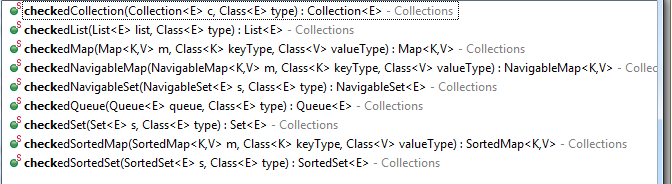 S checkedCollection(Collection<E> c, Class<E> type) : Collection<E> - Collections
S checkedList(List<E> list, Class<E> type) : List<E> - Collections
S checkedMap(Map<K,V> m, Class<K> keyType, Class<V> valueType) : Map<K,V> - Collections
S checkedNavigableMap(NavigableMap<K,V> m, Class<K> keyType, Class<V> valueType) : NavigableMap<K,V> - Collec
S checkedNavigableSet(NavigableSet<E> s, Class<E> type) : NavigableSet<E> - Collections
S checkedQueue(Queue<E> queue, Class<E> type) : Queue<E> - Collections
S checkedSet(Set<E> s, Class<E> type) : Set<E> - Collections
S checkedSortedMap(SortedMap<K,V> m, Class<K> keyType, Class<V> valueType) : SortedMap<K,V> - Collections
S checkedSortedSet(SortedSet<E> s, Class<E> type) : SortedSet<E> - Collections